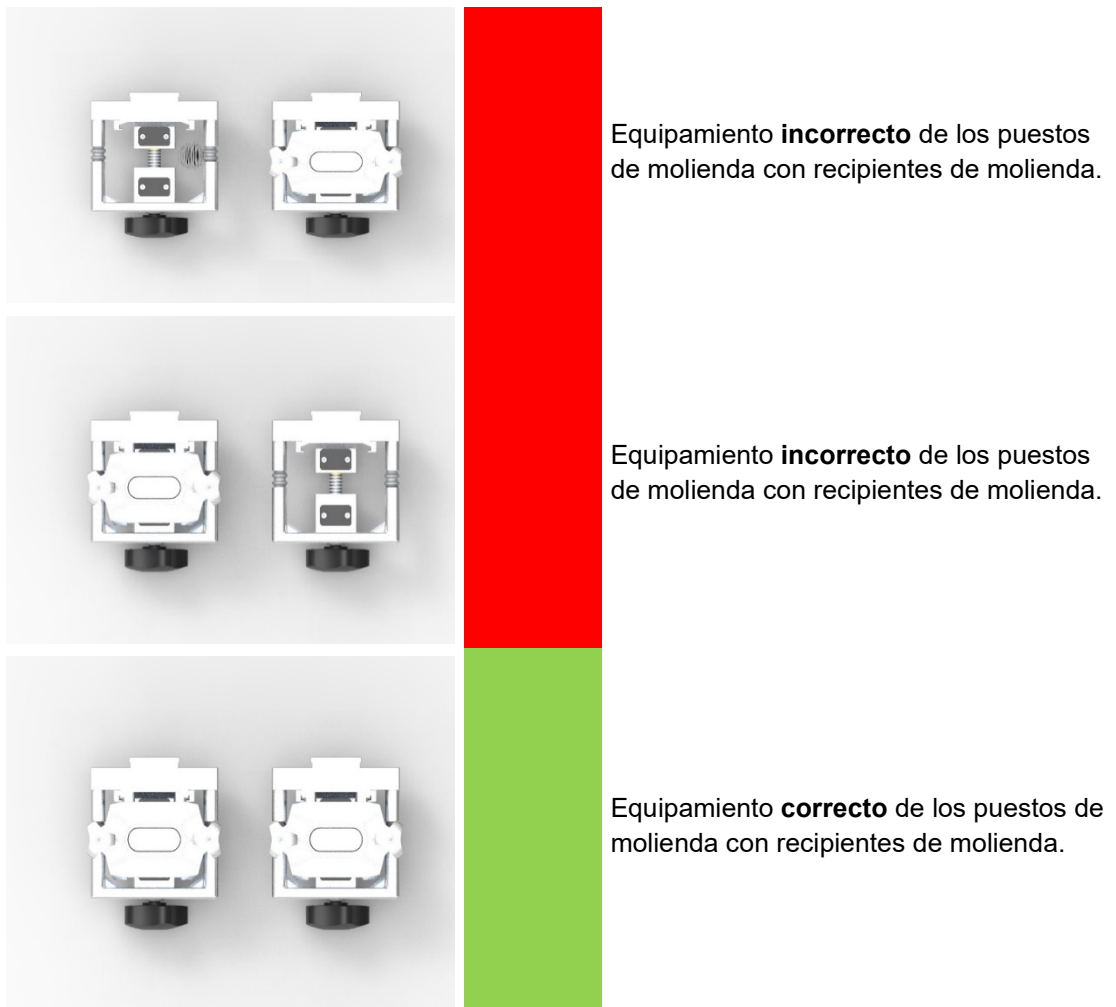 Equipamiento incorrecto de los puestos
de molienda con recipientes de molienda.
Equipamiento incorrecto de los puestos
de molienda con recipientes de molienda.
Equipamiento correcto de los puestos de
molienda con recipientes de molienda.